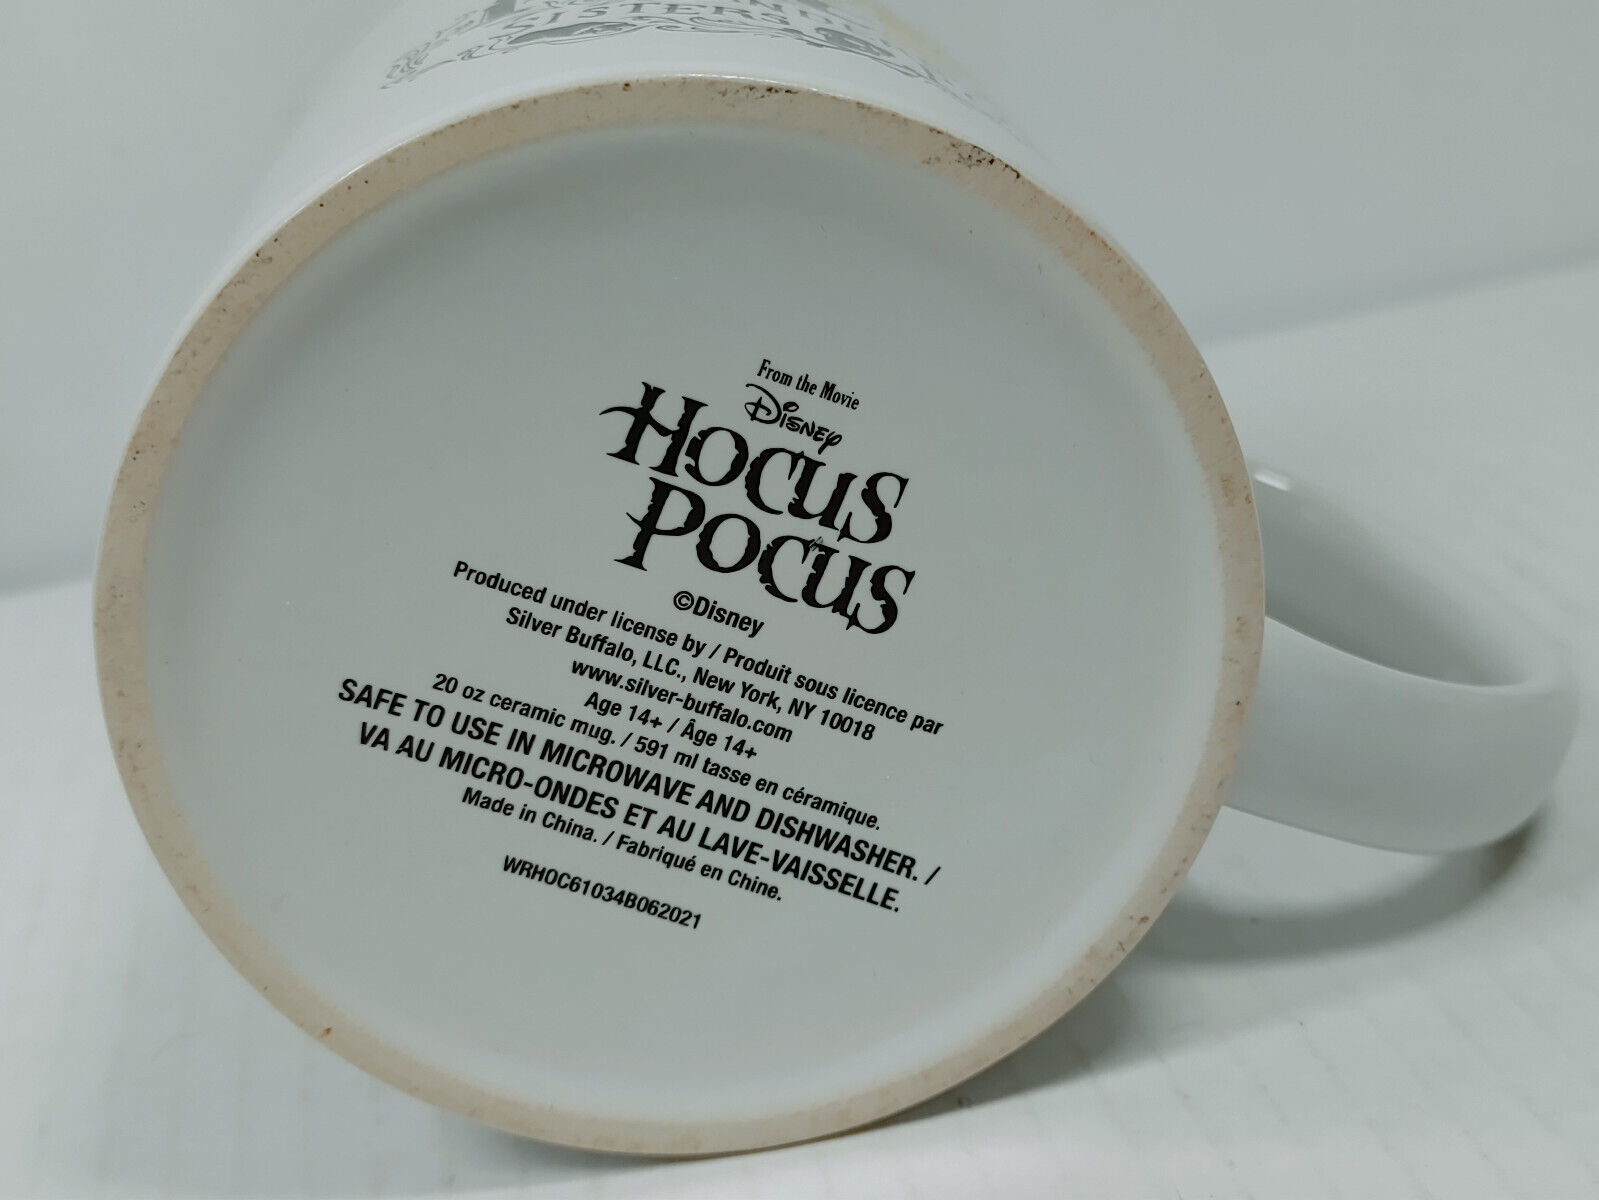 SISTERS
From the Movie
Disney
HOCUS
POCUS
©Disney
Produced under license by / Produit sous licence par
Silver Buffalo, LLC., New York, NY 10018
www.silver-buffalo.com
Age 14+ / Âge 14+
20 oz ceramic mug. / 591 ml tasse en céramique.
SAFE TO USE IN MICROWAVE AND DISHWASHER. /
VA AU MICRO-ONDES ET AU LAVE-VAISSELLE.
Made in China. / Fabriqué en Chine.
WRHOC61034B062021